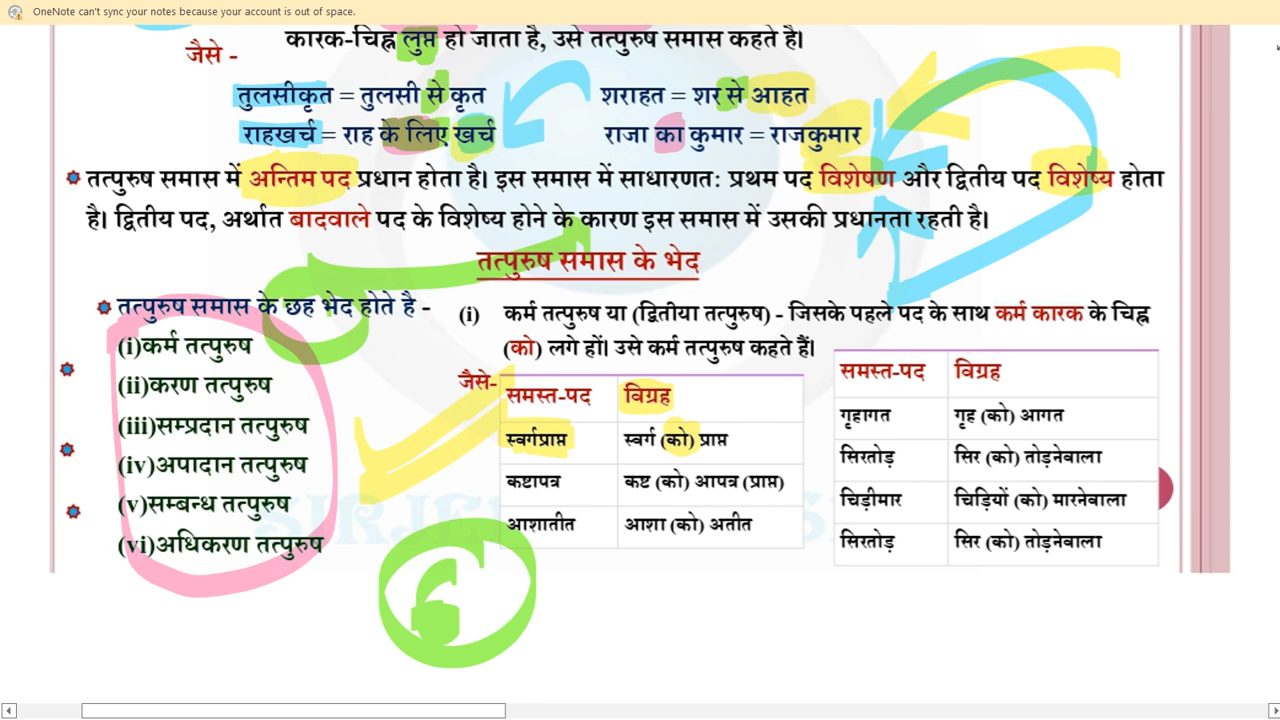 OneNote can't sync your notes because your account is out of space.
कारक-चिह्न लुप्त हो जाता है, उसे तत्पुरुष समास कहते है।
जैसे -
तुलसीकृत = तुलसी से कृत
शराहत = शर से आहत
राहखर्च = राह के लिए खर्च
राजा का कुमार = राजकुमार
तत्पुरुष समास में अन्तिम पद प्रधान होता है। इस समास में साधारणत: प्रथम पद विशेषण और द्वितीय पद विशेष्य होता
है। द्वितीय पद, अर्थात बादवाले पद के विशेष्य होने के कारण इस समास में उसकी प्रधानता रहती है।
तत्पुरुष समास के भेद
तत्पुरुष समास के छह भेद होते है -
(i)कर्म तत्पुरुष
(ii)करण तत्पुरुष
(iii)सम्प्रदान तत्पुरुष
(iv)अपादान तत्पुरुष
(v)सम्बन्ध तत्पुरुष
(vi)अधिकरण तत्पुरुष
(i) कर्म तत्पुरुष या (द्वितीया तत्पुरुष) - जिसके पहले पद के साथ कर्म कारक के चिह्न
(को) लगे हों। उसे कर्म तत्पुरुष कहते हैं।
जैसे-
समस्त-पद विग्रह
स्वर्गप्राप्त स्वर्ग (को) प्राप्त
कष्टापत्र कष्ट (को) आपत्र (प्राप्त)
आशातीत आशा (को) अतीत
समस्त-पद विग्रह
गृहागत गृह (को) आगत
सिरतोड़ सिर (को) तोड़नेवाला
चिड़ीमार चिड़ियों (को) मारनेवाला
सिरतोड़ सिर (को) तोड़नेवाला
6